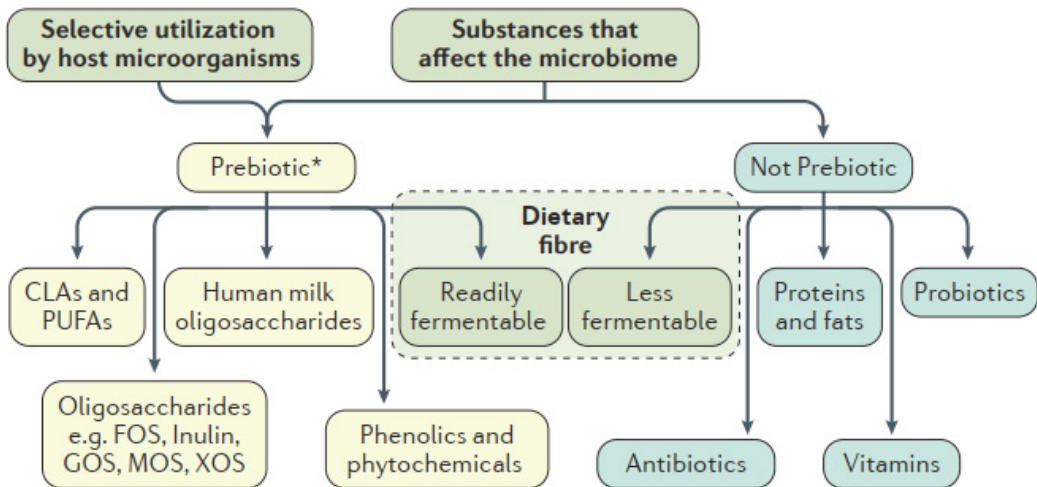 Selective utilization
by host microorganisms
Substances that
affect the microbiome
Prebiotic*
Not Prebiotic
Dietary
fibre
CLAs and
PUFAs
Human milk
oligosaccharides
Readily
fermentable
Less
fermentable
Proteins
and fats
Probiotics
Oligosaccharides
e.g. FOS, Inulin,
GOS, MOS, XOS
Phenolics and
phytochemicals
Antibiotics
Vitamins